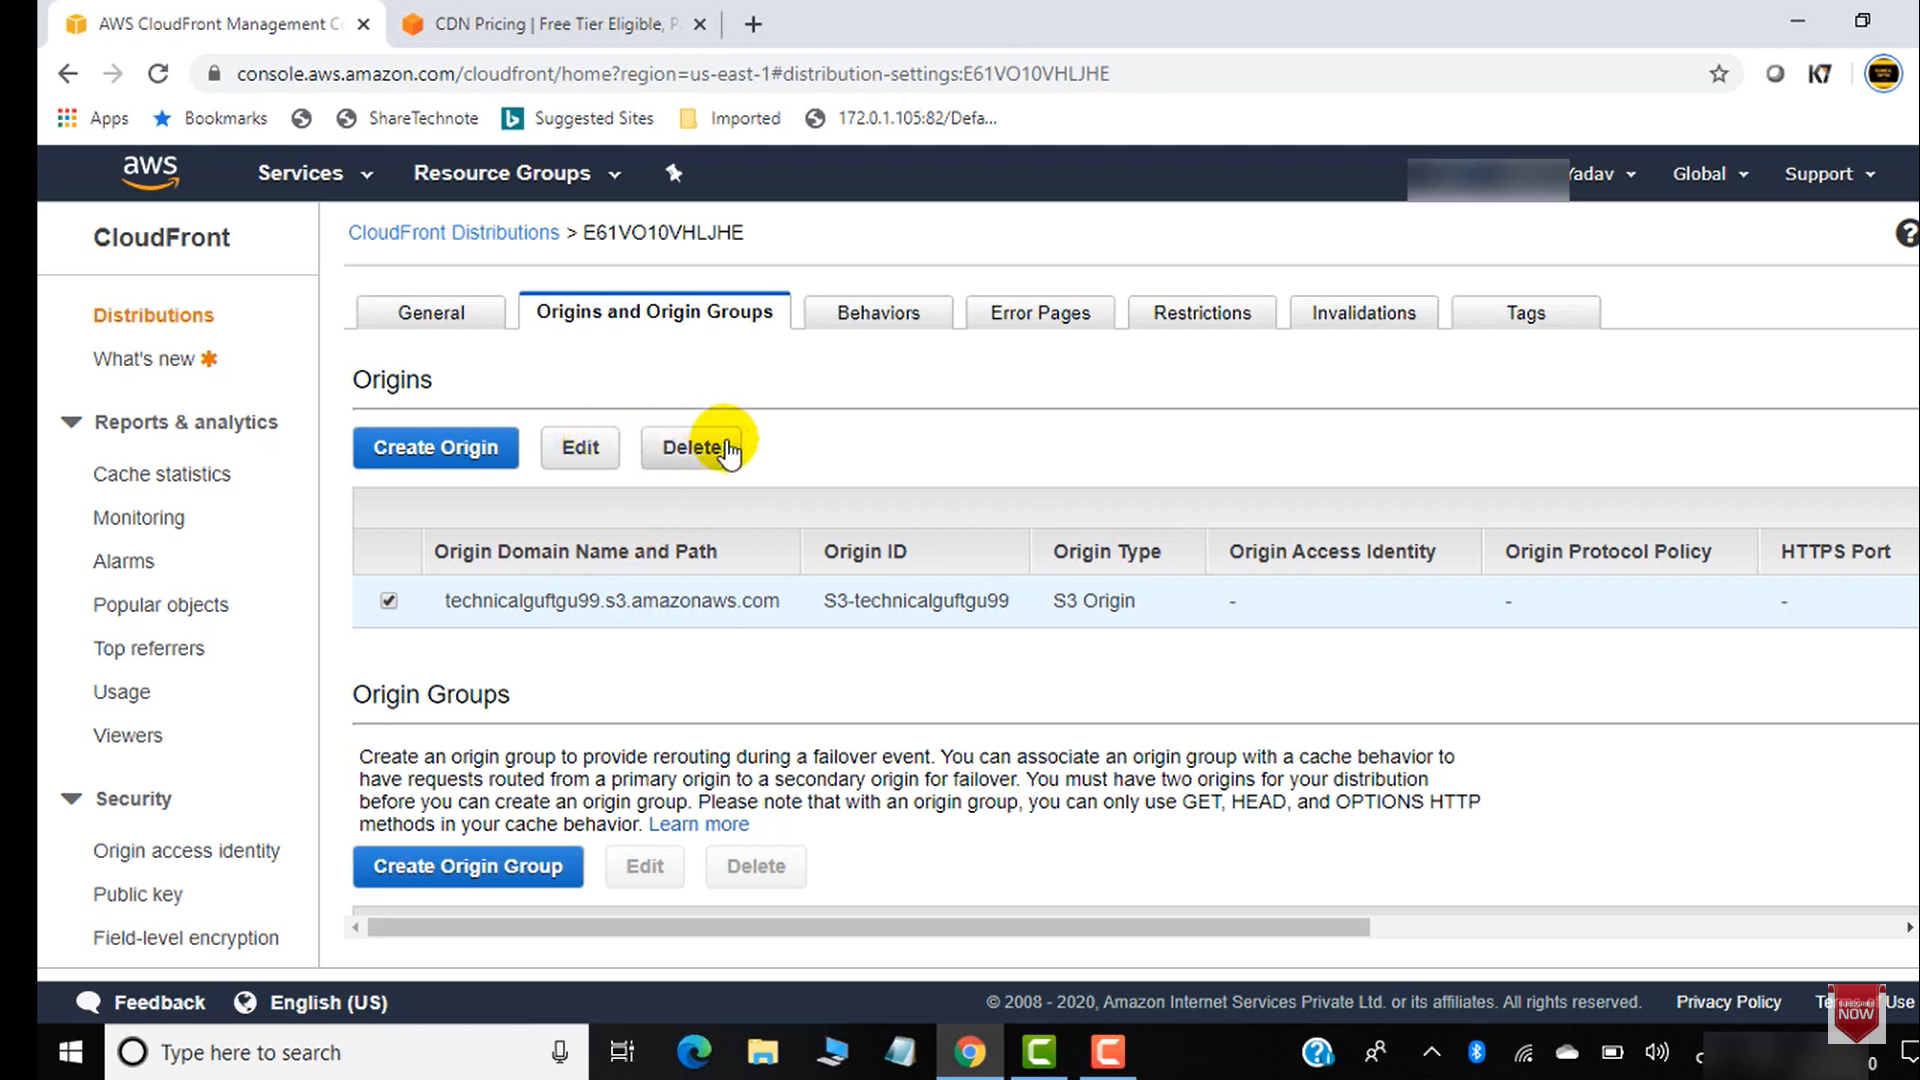 AWS CloudFront Management Co
CDN Pricing | Free Tier Eligible, P
console.aws.amazon.com/cloudfront/home?region=us-east-1#distribution-settings:E61VO10VHLJHE
K7
Apps
Bookmarks
ShareTechnote
Suggested Sites
Imported
172.0.1.105:82/Defa...
aws
Services
Resource Groups
Yadav
Global
Support
CloudFront
CloudFront Distributions > E61VO10VHLJHE
General
Origins and Origin Groups
Behaviors
Error Pages
Restrictions
Invalidations
Tags
Distributions
What's new
Reports & analytics
Cache statistics
Monitoring
Alarms
Popular objects
Top referrers
Usage
Viewers
Security
Origin access identity
Public key
Field-level encryption
Origins
Create Origin
Edit
Delete
Origin Domain Name and Path
Origin ID
Origin Type
Origin Access Identity
Origin Protocol Policy
HTTPS Port
technicalguftgu99.s3.amazonaws.com
S3-technicalguftgu99
S3 Origin
-
-
-
Origin Groups
Create an origin group to provide rerouting during a failover event. You can associate an origin group with a cache behavior to
have requests routed from a primary origin to a secondary origin for failover. You must have two origins for your distribution
before you can create an origin group. Please note that with an origin group, you can only use GET, HEAD, and OPTIONS HTTP
methods in your cache behavior. Learn more
Create Origin Group
Edit
Delete
Feedback
English (US)
© 2008 - 2020, Amazon Internet Services Private Ltd. or its affiliates. All rights reserved.
Privacy Policy
Use
SUBSCRIBE
NOW
Type here to search